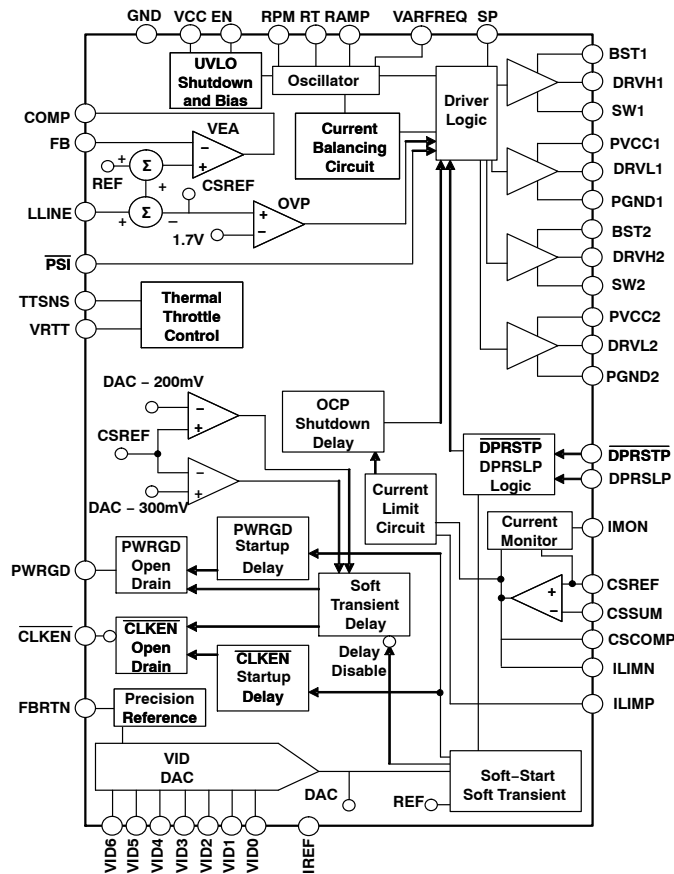 GND
VCC EN
RPM RT RAMP
VARFREQ
SP
UVLO
Shutdown
and Bias
Oscillator
Driver
Logic
BST1
DRVH1
SW1
COMP
FB
VEA
−
+
Current
Balancing
Circuit
PVCC1
DRVL1
PGND1
REF
+
Σ
+
LLINE
+
Σ
−
CSREF
OVP
+
−
1.7V
BST2
DRVH2
SW2
PSI
TTSNS
VRTT
Thermal
Throttle
Control
PVCC2
DRVL2
PGND2
DAC − 200mV
−
+
CSREF
−
+
DAC − 300mV
OCP
Shutdown
Delay
DPRSTP
DPRSLP
Logic
DPRSTP
DPRSLP
Current
Limit
Circuit
Current
Monitor
IMON
PWRGD
PWRGD
Open
Drain
PWRGD
Startup
Delay
Soft
Transient
Delay
+
−
CSREF
CSSUM
CSCOMP
ILIMN
ILIMP
CLKEN
CLKEN
Open
Drain
CLKEN
Startup
Delay
Delay
Disable
FBRTN
Precision
Reference
VID
DAC
DAC
REF
Soft−Start
Soft Transient
VID6
VID5
VID4
VID3
VID2
VID1
VID0
IREF